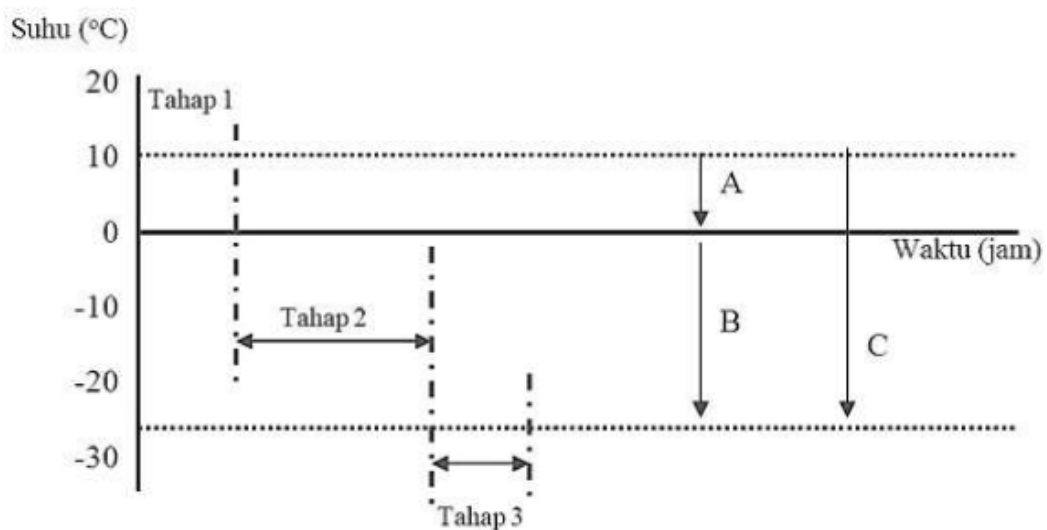 Suhu (°C)
20
Tahap 1
10
A
0
Waktu (jam)
-10
Tahap 2
B
C
-20
-30
Tahap 3